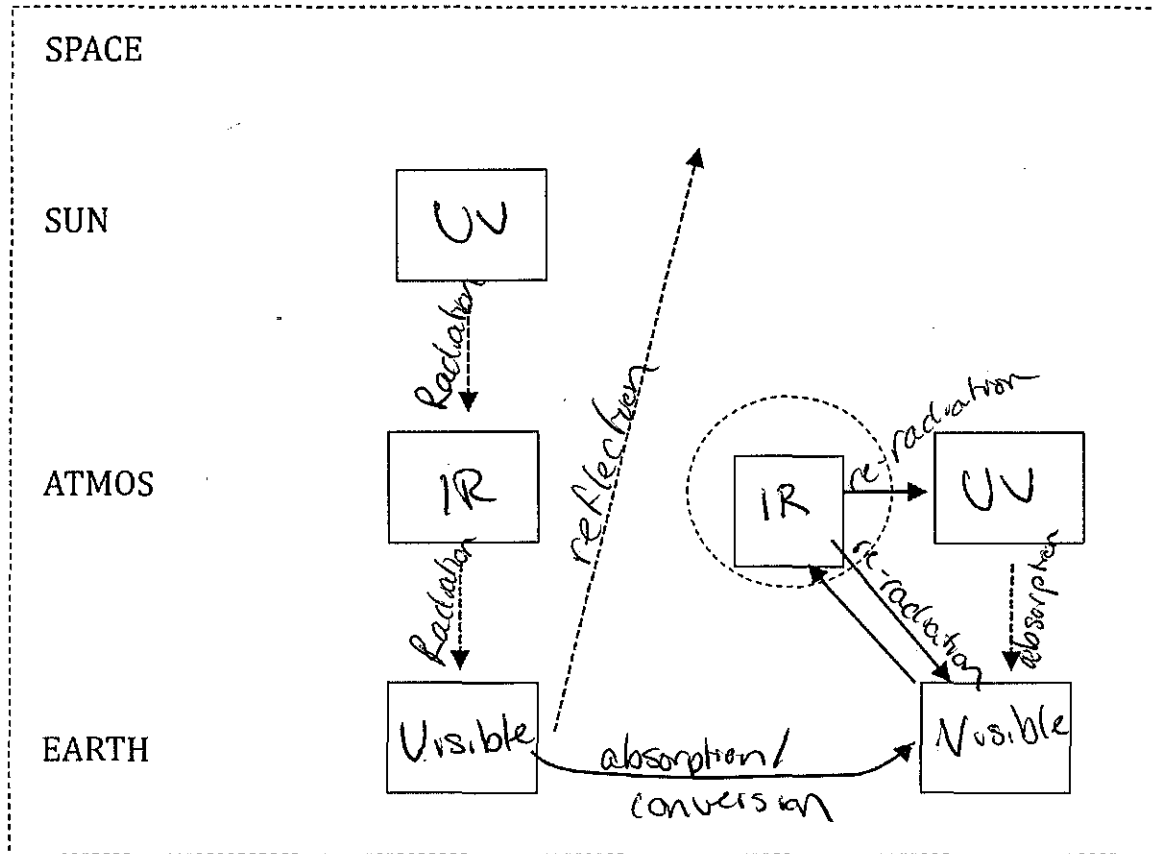 SPACE
SUN
UV
Radiation
ATMOS
IR
Radiation
reflection
IR
re-radiation
UV
re-radiation
absorption
EARTH
Visible
absorption/
conversion
Visible